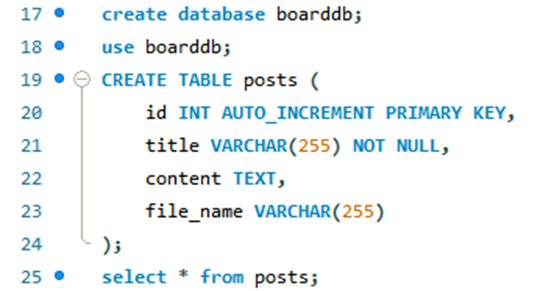 17 create database boarddb;
18 use boarddb;
19 CREATE TABLE posts (
20 id INT AUTO_INCREMENT PRIMARY KEY,
21 title VARCHAR(255) NOT NULL,
22 content TEXT,
23 file_name VARCHAR(255)
24 );
25 select * from posts;